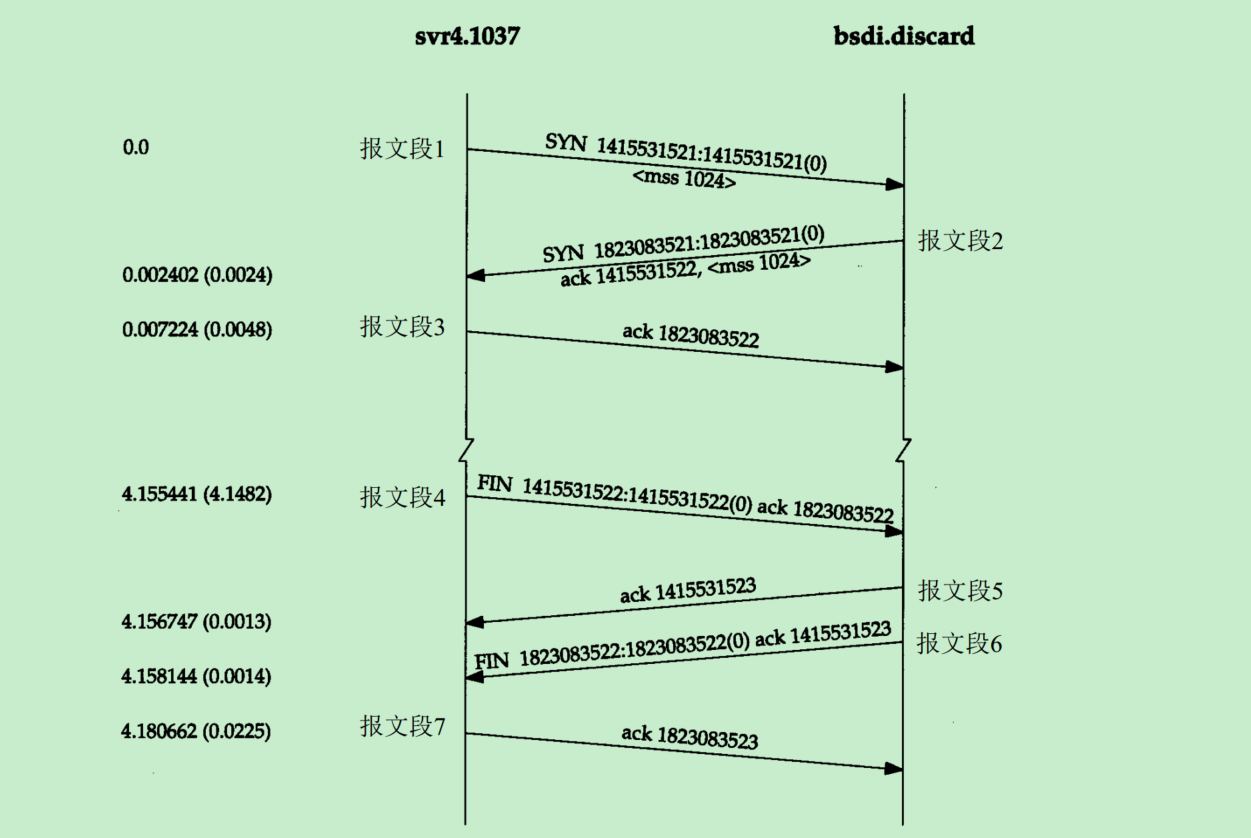 svr4.1037 bsdi.discard
0.0 报文段1 SYN 1415531521:1415531521(0)
<mss 1024>
SYN 1823083521:1823083521(0) 报文段2
0.002402 (0.0024) ack 1415531522, <mss 1024>
0.007224 (0.0048) 报文段3 ack 1823083522
4.155441 (4.1482) 报文段4 FIN 1415531522:1415531522(0) ack 1823083522
ack 1415531523 报文段5
4.156747 (0.0013)
FIN 1823083522:1823083522(0) ack 1415531523 报文段6
4.158144 (0.0014)
4.180662 (0.0225) 报文段7 ack 1823083523